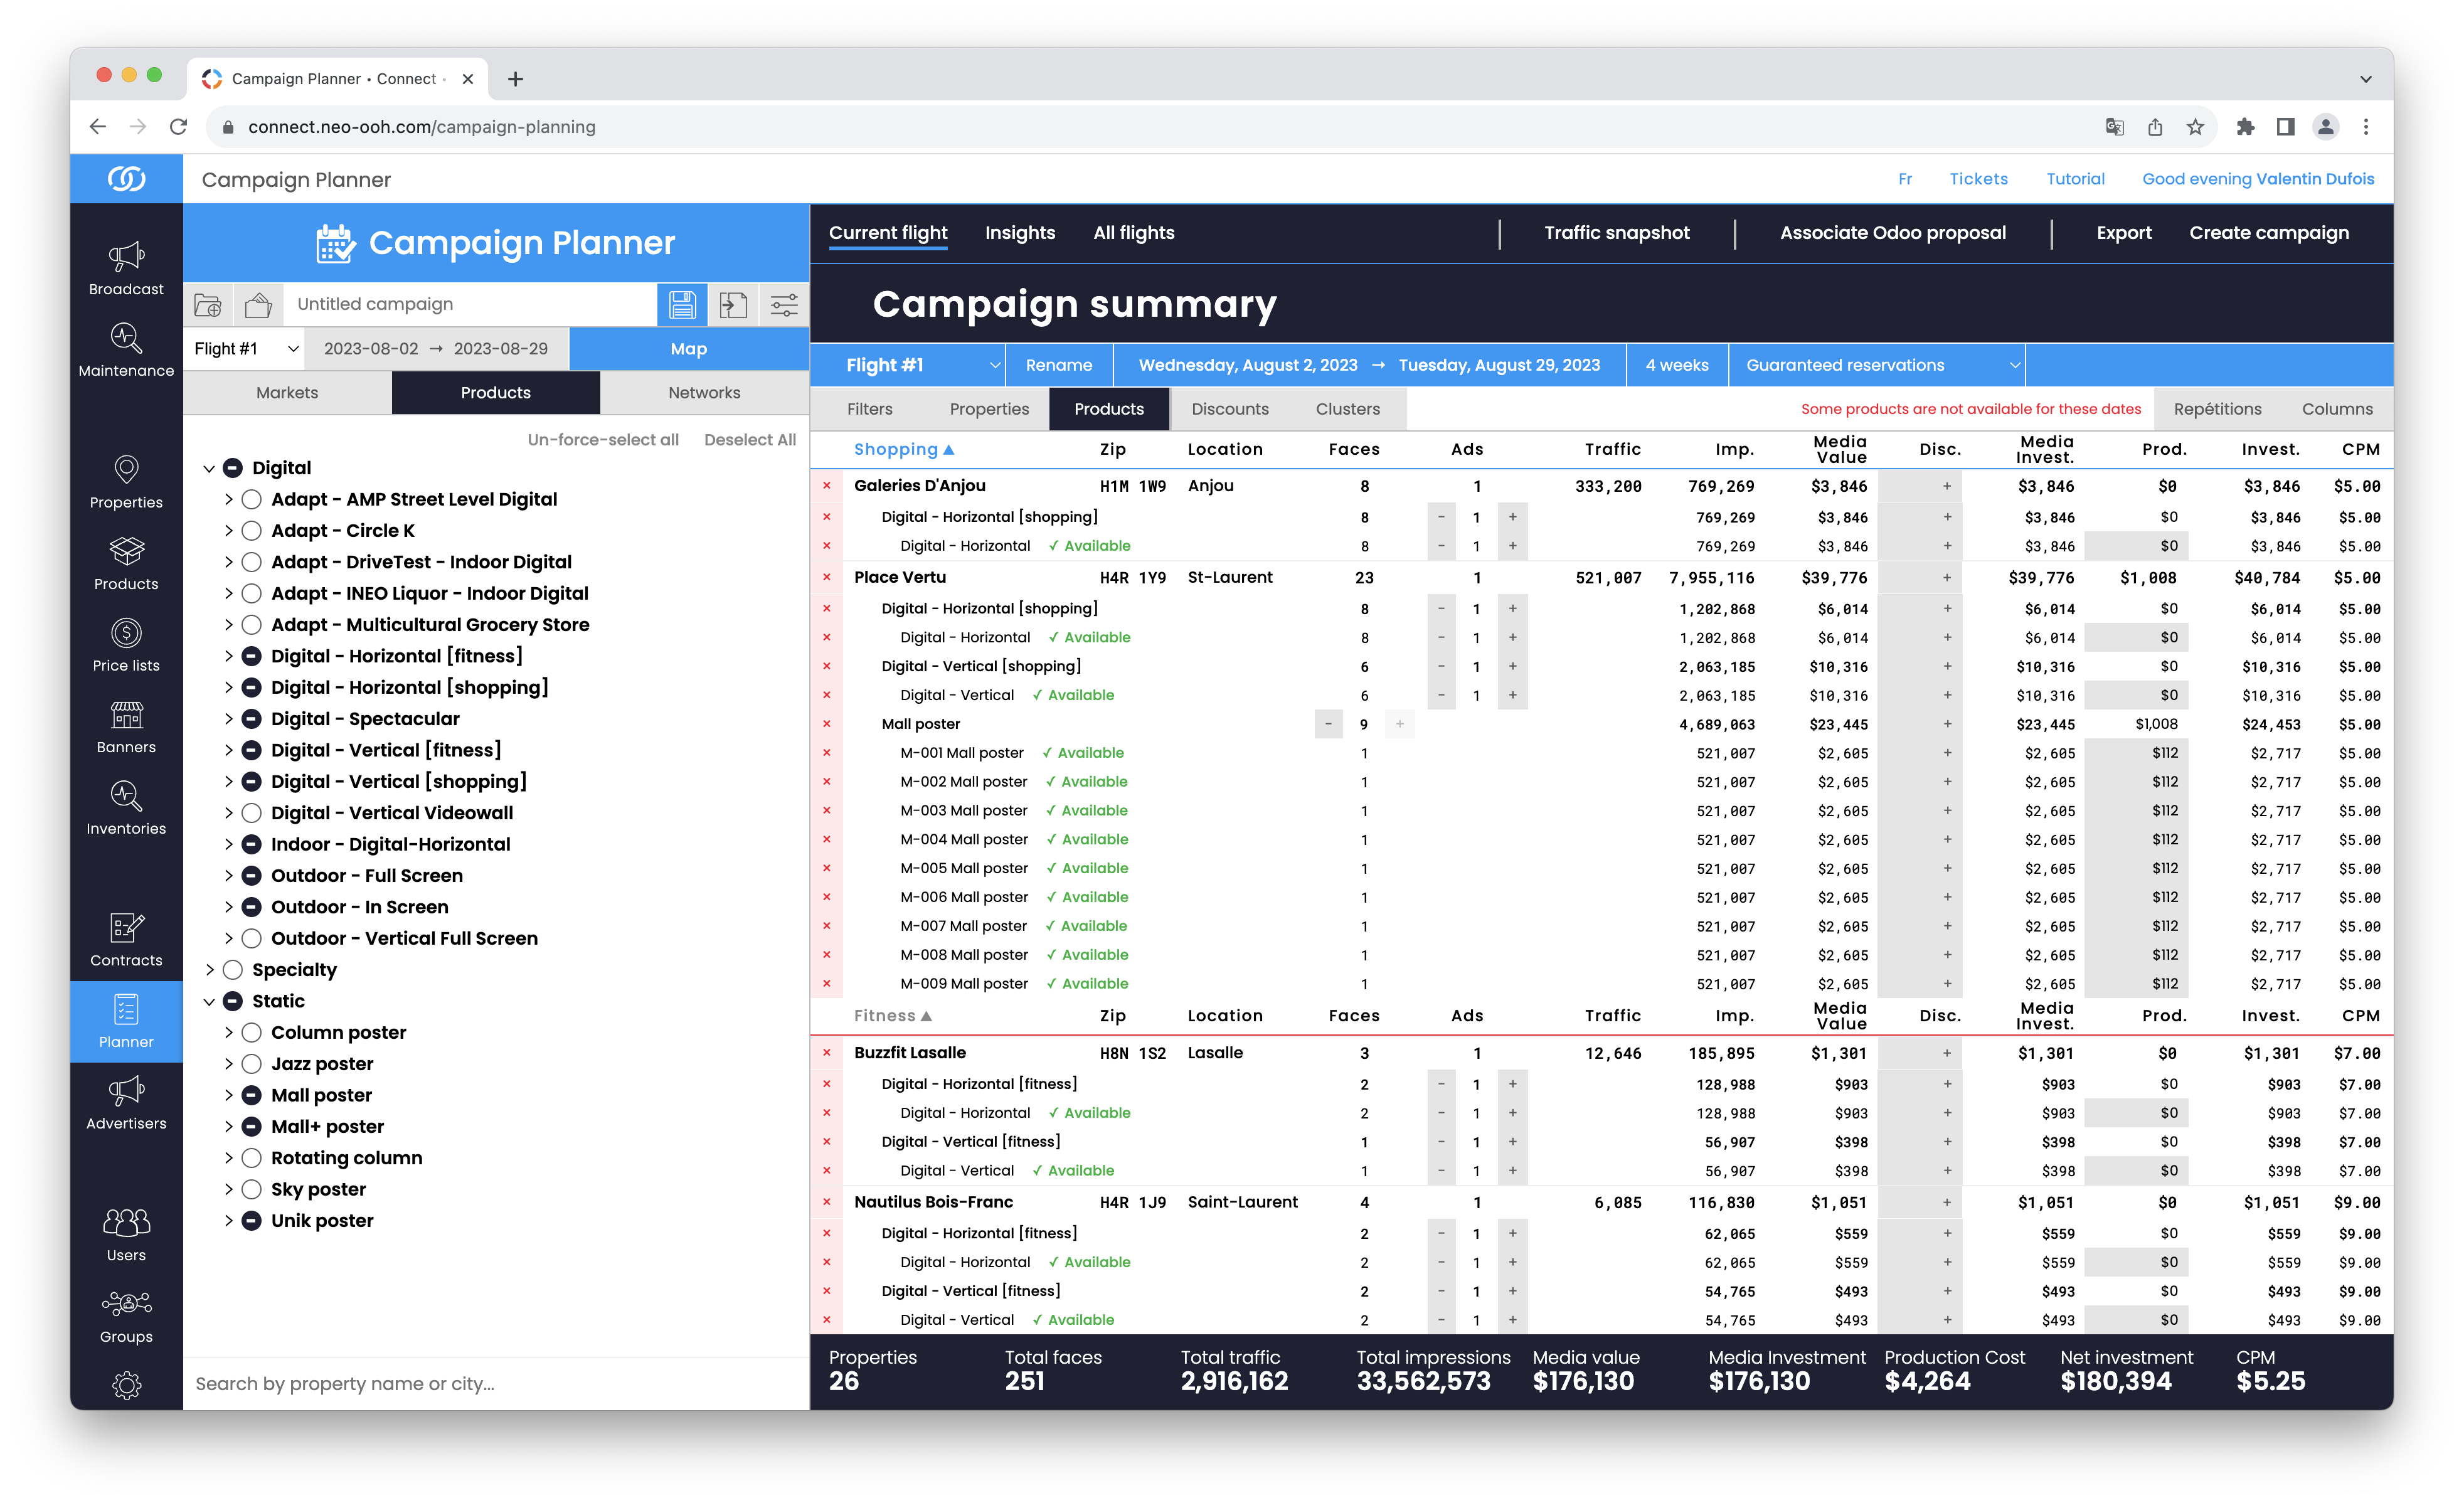 Campaign Planner • Connect •
connect.neo-ooh.com/campaign-planning
Campaign Planner
Fr Tickets Tutorial Good evening Valentin Dufois
Broadcast
Maintenance
Properties
Products
Price lists
Banners
Inventories
Contracts
Planner
Advertisers
Users
Groups
Campaign Planner
Untitled campaign
Flight #1 2023-08-02 → 2023-08-29 Map
Markets Products Networks
Un-force-select all Deselect All
Digital
Adapt - AMP Street Level Digital
Adapt - Circle K
Adapt - DriveTest - Indoor Digital
Adapt - INEO Liquor - Indoor Digital
Adapt - Multicultural Grocery Store
Digital - Horizontal [fitness]
Digital - Horizontal [shopping]
Digital - Spectacular
Digital - Vertical [fitness]
Digital - Vertical [shopping]
Digital - Vertical Videowall
Indoor - Digital-Horizontal
Outdoor - Full Screen
Outdoor - In Screen
Outdoor - Vertical Full Screen
Specialty
Static
Column poster
Jazz poster
Mall poster
Mall+ poster
Rotating column
Sky poster
Unik poster
Search by property name or city...
Current flight Insights All flights | Traffic snapshot | Associate Odoo proposal | Export Create campaign
Campaign summary
Flight #1 Rename Wednesday, August 2, 2023 → Tuesday, August 29, 2023 4 weeks Guaranteed reservations
Filters Properties Products Discounts Clusters Some products are not available for these dates Repétitions Columns
Shopping ▲ Zip Location Faces Ads Traffic Imp. Media Value Disc. Media Invest. Prod. Invest. CPM
× Galeries D'Anjou H1M 1W9 Anjou 8 1 333,200 769,269 $3,846 + $3,846 $0 $3,846 $5.00
× Digital - Horizontal [shopping] 8 - 1 + 769,269 $3,846 + $3,846 $0 $3,846 $5.00
× Digital - Horizontal ✓ Available 8 - 1 + 769,269 $3,846 + $3,846 $0 $3,846 $5.00
× Place Vertu H4R 1Y9 St-Laurent 23 1 521,007 7,955,116 $39,776 + $39,776 $1,008 $40,784 $5.00
× Digital - Horizontal [shopping] 8 - 1 + 1,202,868 $6,014 + $6,014 $0 $6,014 $5.00
× Digital - Horizontal ✓ Available 8 - 1 + 1,202,868 $6,014 + $6,014 $0 $6,014 $5.00
× Digital - Vertical [shopping] 6 - 1 + 2,063,185 $10,316 + $10,316 $0 $10,316 $5.00
× Digital - Vertical ✓ Available 6 - 1 + 2,063,185 $10,316 + $10,316 $0 $10,316 $5.00
× Mall poster - 9 + 4,689,063 $23,445 + $23,445 $1,008 $24,453 $5.00
× M-001 Mall poster ✓ Available 1 521,007 $2,605 + $2,605 $112 $2,717 $5.00
× M-002 Mall poster ✓ Available 1 521,007 $2,605 + $2,605 $112 $2,717 $5.00
× M-003 Mall poster ✓ Available 1 521,007 $2,605 + $2,605 $112 $2,717 $5.00
× M-004 Mall poster ✓ Available 1 521,007 $2,605 + $2,605 $112 $2,717 $5.00
× M-005 Mall poster ✓ Available 1 521,007 $2,605 + $2,605 $112 $2,717 $5.00
× M-006 Mall poster ✓ Available 1 521,007 $2,605 + $2,605 $112 $2,717 $5.00
× M-007 Mall poster ✓ Available 1 521,007 $2,605 + $2,605 $112 $2,717 $5.00
× M-008 Mall poster ✓ Available 1 521,007 $2,605 + $2,605 $112 $2,717 $5.00
× M-009 Mall poster ✓ Available 1 521,007 $2,605 + $2,605 $112 $2,717 $5.00
Fitness ▲ Zip Location Faces Ads Traffic Imp. Media Value Disc. Media Invest. Prod. Invest. CPM
× Buzzfit Lasalle H8N 1S2 Lasalle 3 1 12,646 185,895 $1,301 + $1,301 $0 $1,301 $7.00
× Digital - Horizontal [fitness] 2 - 1 + 128,988 $903 + $903 $0 $903 $7.00
× Digital - Horizontal ✓ Available 2 - 1 + 128,988 $903 + $903 $0 $903 $7.00
× Digital - Vertical [fitness] 1 - 1 + 56,907 $398 + $398 $0 $398 $7.00
× Digital - Vertical ✓ Available 1 - 1 + 56,907 $398 + $398 $0 $398 $7.00
× Nautilus Bois-Franc H4R 1J9 Saint-Laurent 4 1 6,085 116,830 $1,051 + $1,051 $0 $1,051 $9.00
× Digital - Horizontal [fitness] 2 - 1 + 62,065 $559 + $559 $0 $559 $9.00
× Digital - Horizontal ✓ Available 2 - 1 + 62,065 $559 + $559 $0 $559 $9.00
× Digital - Vertical [fitness] 2 - 1 + 54,765 $493 + $493 $0 $493 $9.00
× Digital - Vertical ✓ Available 2 - 1 + 54,765 $493 + $493 $0 $493 $9.00
Properties Total faces Total traffic Total impressions Media value Media Investment Production Cost Net investment CPM
26 251 2,916,162 33,562,573 $176,130 $176,130 $4,264 $180,394 $5.25